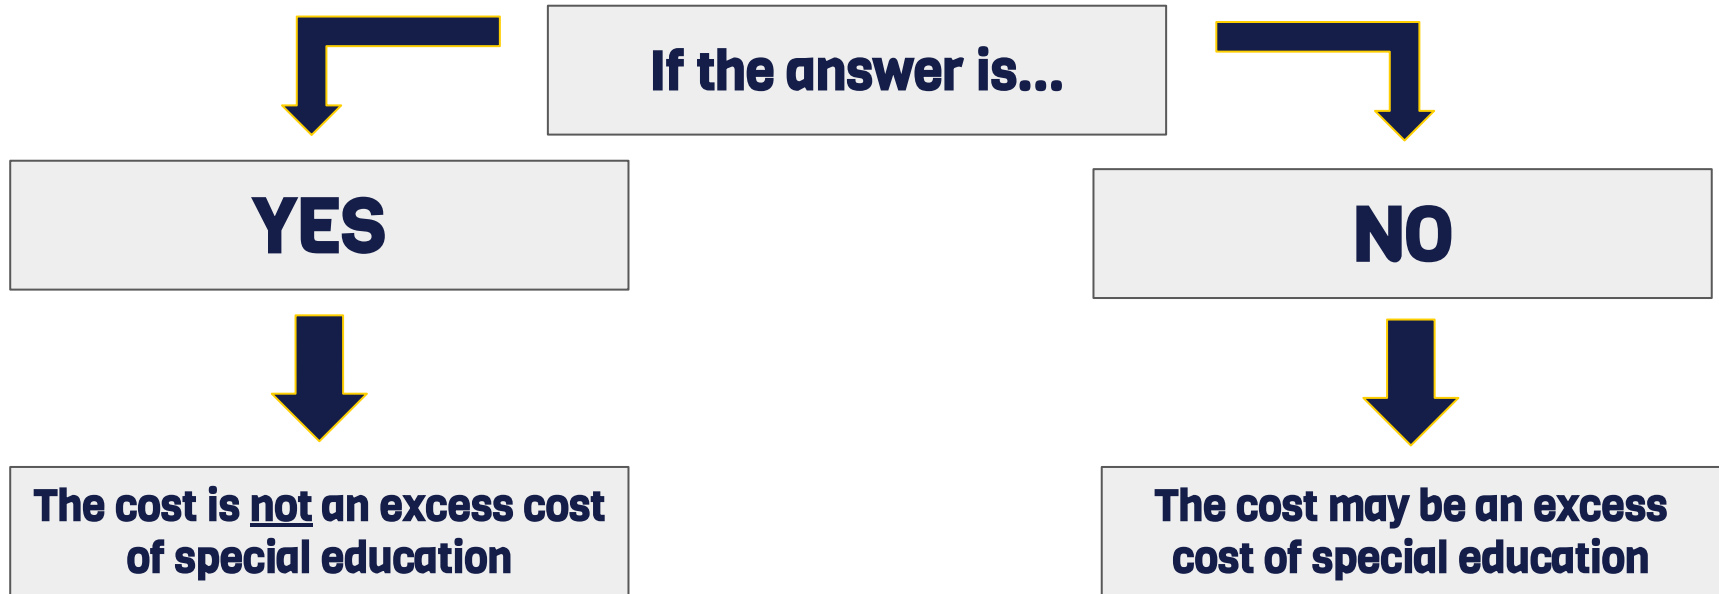 If the answer is...
YES
NO
The cost is not an excess cost
of special education
The cost may be an excess
cost of special education